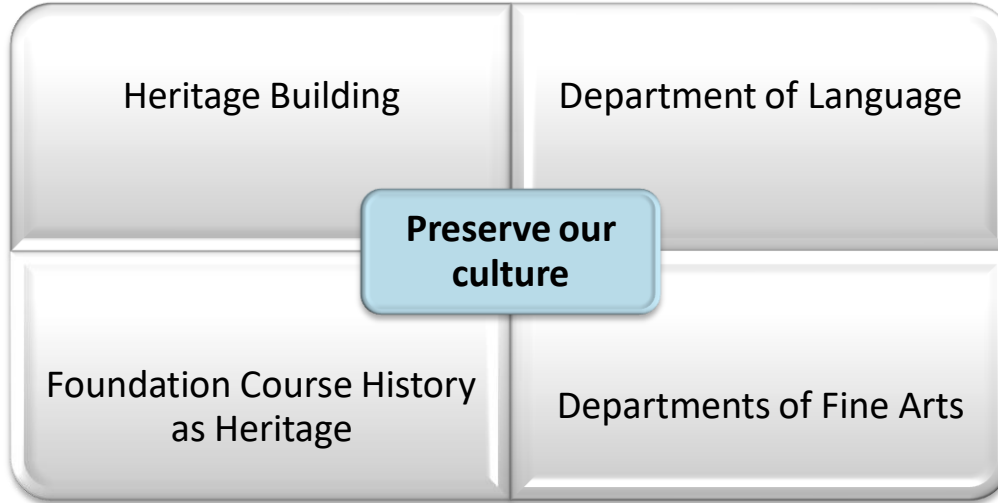 Heritage Building
Department of Language
Preserve our
culture
Foundation Course History
as Heritage
Departments of Fine Arts